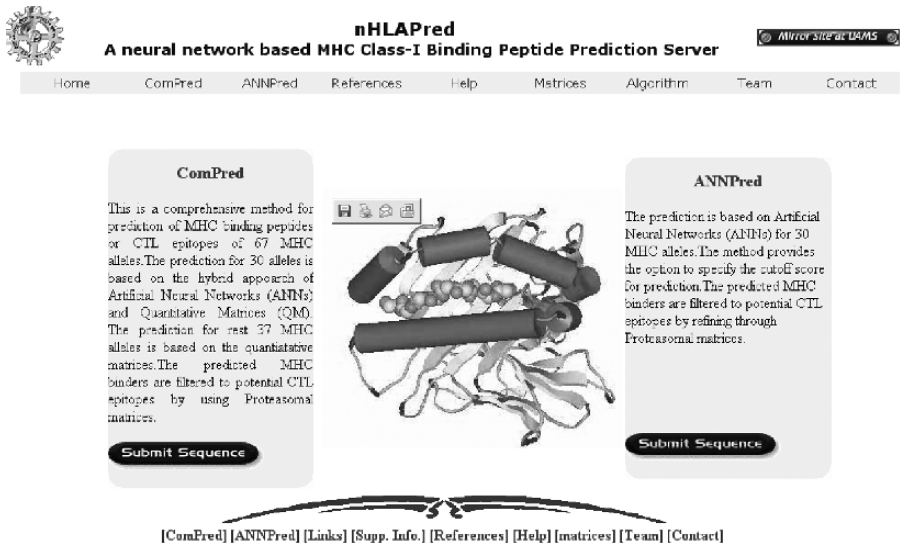 nHLAPred
A neural network based MHC Class-I Binding Peptide Prediction Server
Mirror site at UAMS
Home ComPred ANNPred References Help Matrices Algorithm Team Contact
ComPred
This is a comprehensive method for
prediction of MHC binding peptides
or CTL epitopes of 67 MHC
alleles.The prediction for 30 alleles is
based on the hybrid apporach of
Artificial Neural Networks (ANNs)
and Quantitative Matrices (QM).
The prediction for rest 37 MHC
alleles is based on the quantiatative
matrices.The predicted MHC
binders are filtered to potential CTL
epitopes by using Proteasomal
matrices.
Submit Sequence
ANNPred
The prediction is based on Artificial
Neural Networks (ANNs) for 30
MHC alleles.The method provides
the option to specify the cutoff score
for prediction.The predicted MHC
binders are filtered to potential CTL
epitopes by refining through
Proteasomal matrices.
Submit Sequence
[ComPred] [ANNPred] [Links] [Supp. Info.] [References] [Help] [matrices] [Team] [Contact]